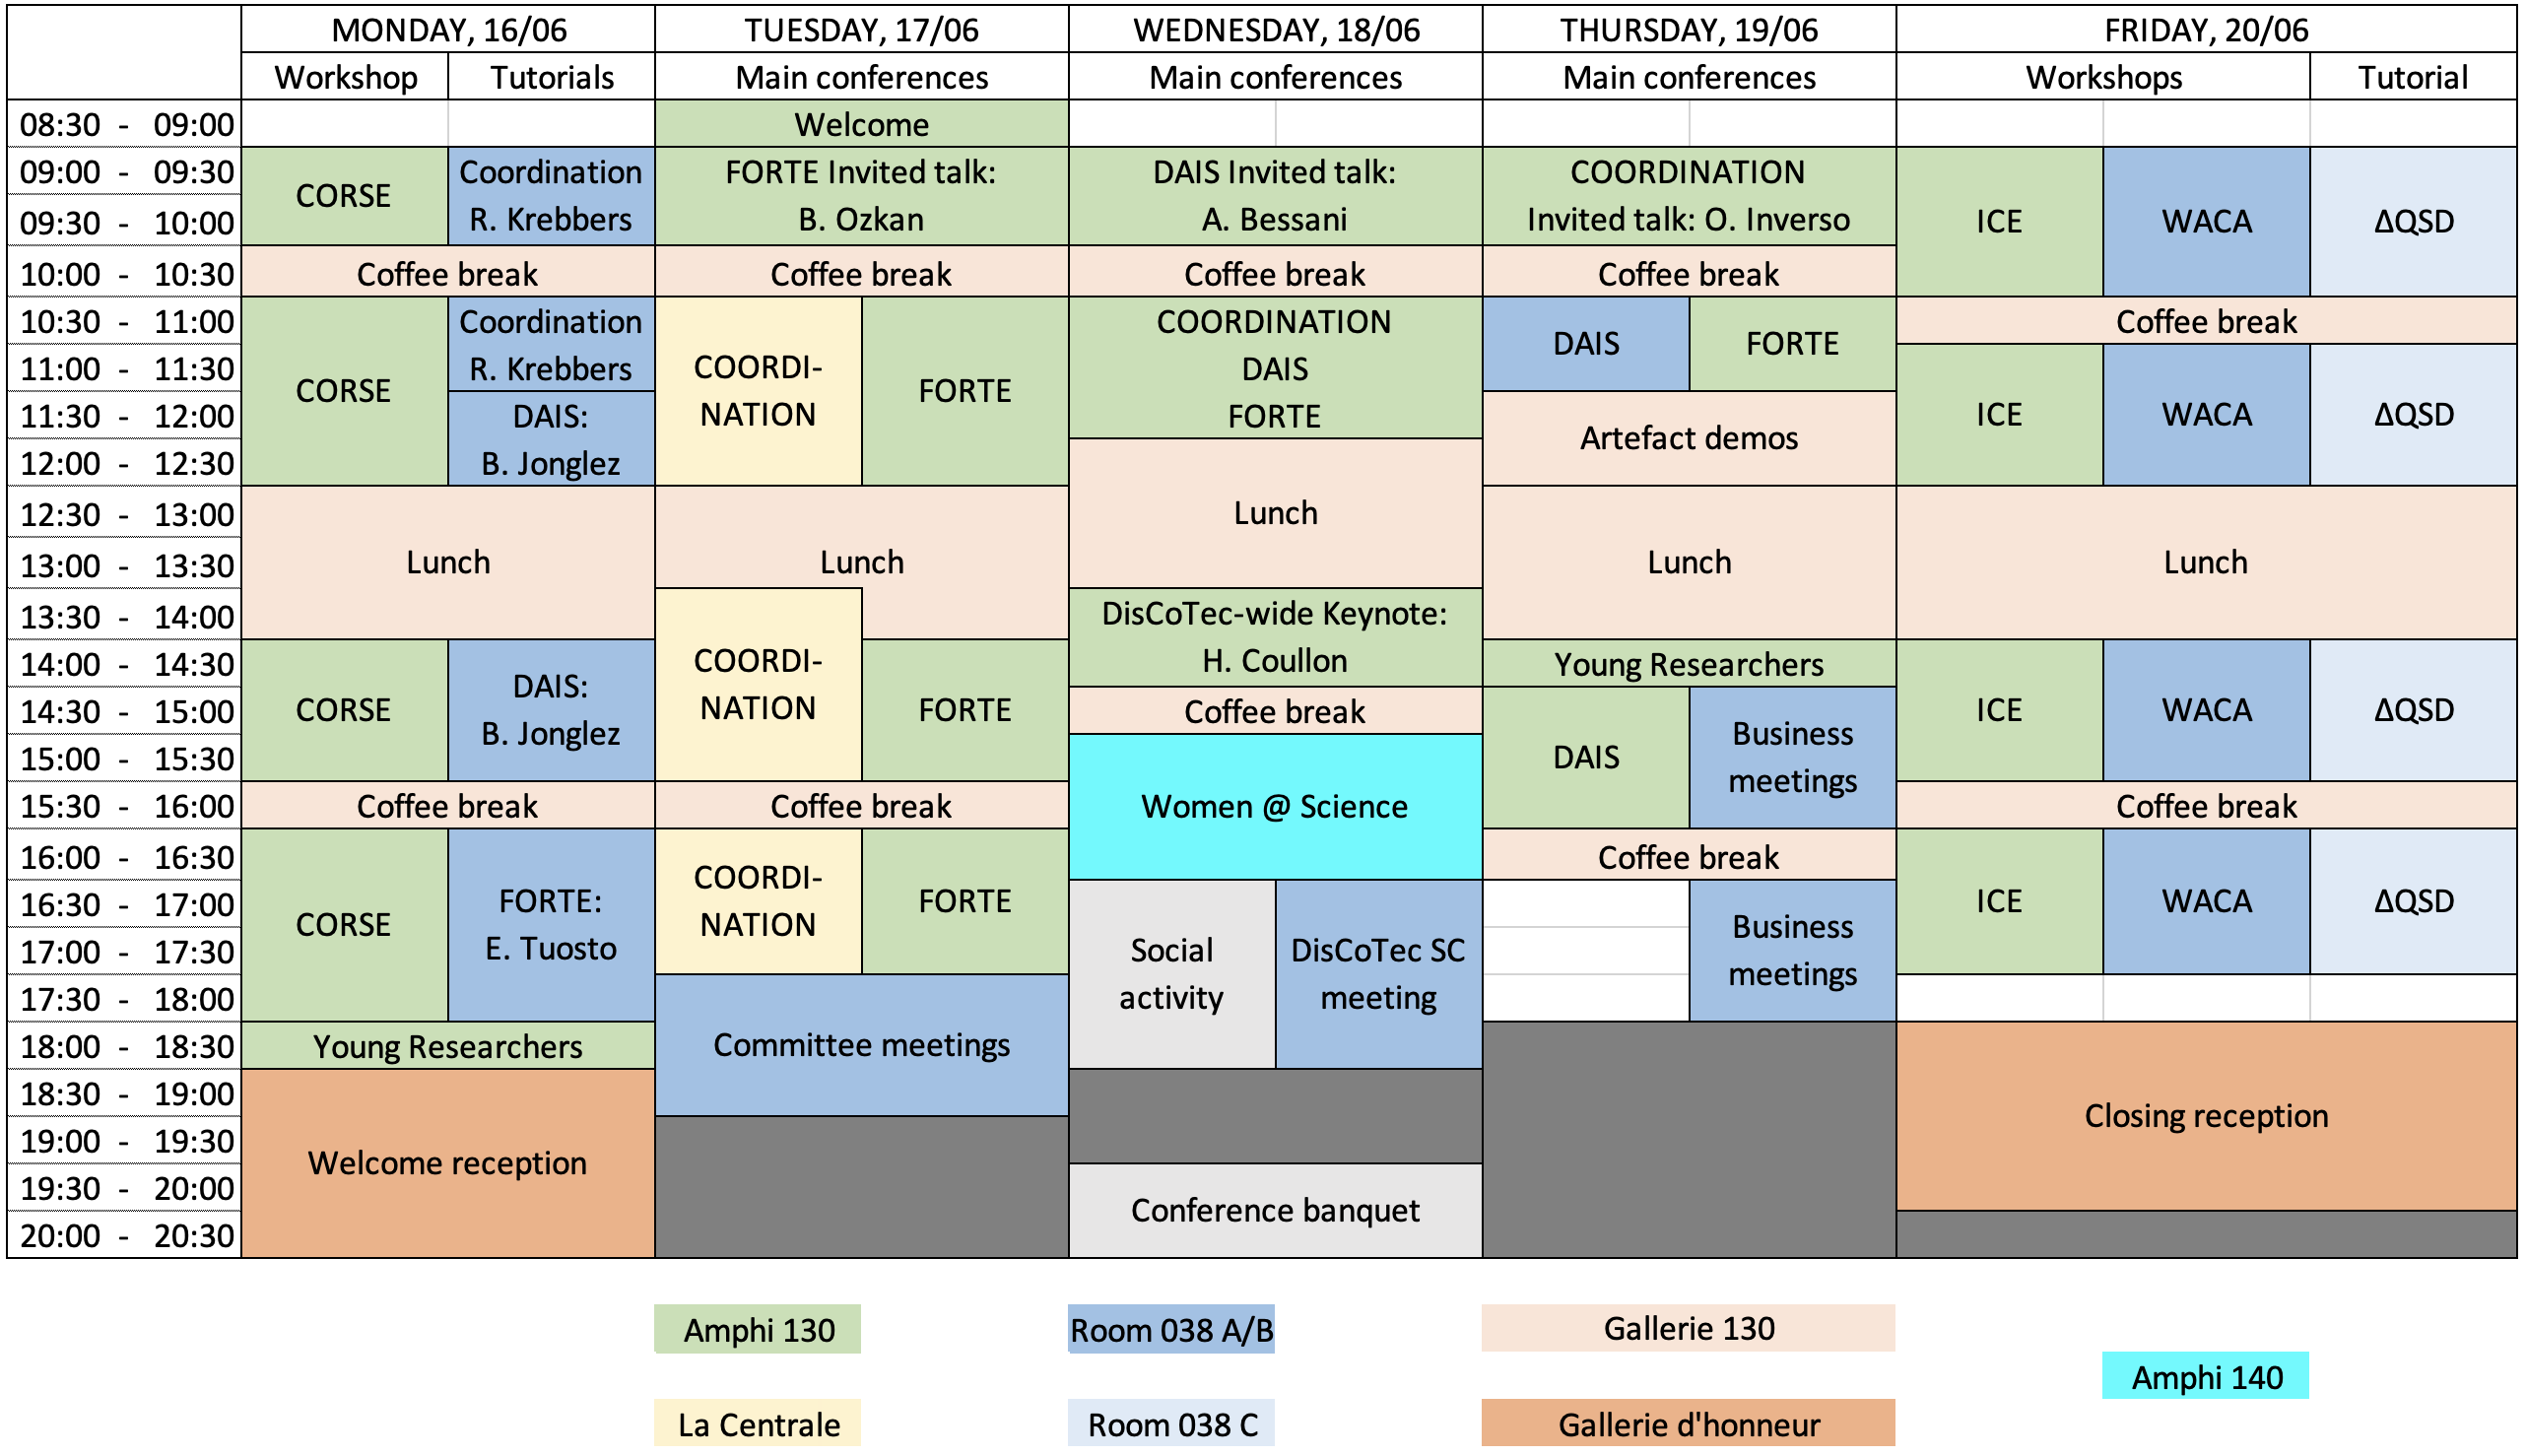 MONDAY, 16/06 TUESDAY, 17/06 WEDNESDAY, 18/06 THURSDAY, 19/06 FRIDAY, 20/06
Workshop Tutorials Main conferences Main conferences Main conferences Workshops Tutorial
08:30 - 09:00 Welcome
09:00 - 09:30 Coordination FORTE Invited talk: DAIS Invited talk: COORDINATION
CORSE
09:30 - 10:00 R. Krebbers B. Ozkan A. Bessani Invited talk: O. Inverso ICE WACA ΔQSD
10:00 - 10:30 Coffee break Coffee break Coffee break Coffee break
10:30 - 11:00 Coordination COORDINATION Coffee break
DAIS FORTE
11:00 - 11:30 R. Krebbers COORDI- DAIS
CORSE FORTE
11:30 - 12:00 DAIS: NATION FORTE ICE WACA ΔQSD
Artefact demos
12:00 - 12:30 B. Jonglez
12:30 - 13:00 Lunch
13:00 - 13:30 Lunch Lunch Lunch Lunch
13:30 - 14:00 DisCoTec-wide Keynote:
14:00 - 14:30 COORDI- H. Coullon Young Researchers
DAIS:
14:30 - 15:00 CORSE NATION FORTE Coffee break ICE WACA ΔQSD
B. Jonglez Business
DAIS
15:00 - 15:30 meetings
15:30 - 16:00 Coffee break Coffee break Women @ Science Coffee break
16:00 - 16:30 COORDI- Coffee break
16:30 - 17:00 FORTE: FORTE ICE WACA ΔQSD
CORSE NATION Business
17:00 - 17:30 E. Tuosto Social DisCoTec SC
meetings
17:30 - 18:00 activity meeting
18:00 - 18:30 Young Researchers Committee meetings
18:30 - 19:00
Closing reception
19:00 - 19:30
Welcome reception
19:30 - 20:00
Conference banquet
20:00 - 20:30
Amphi 130 Room 038 A/B Gallerie 130
Amphi 140
La Centrale Room 038 C Gallerie d'honneur